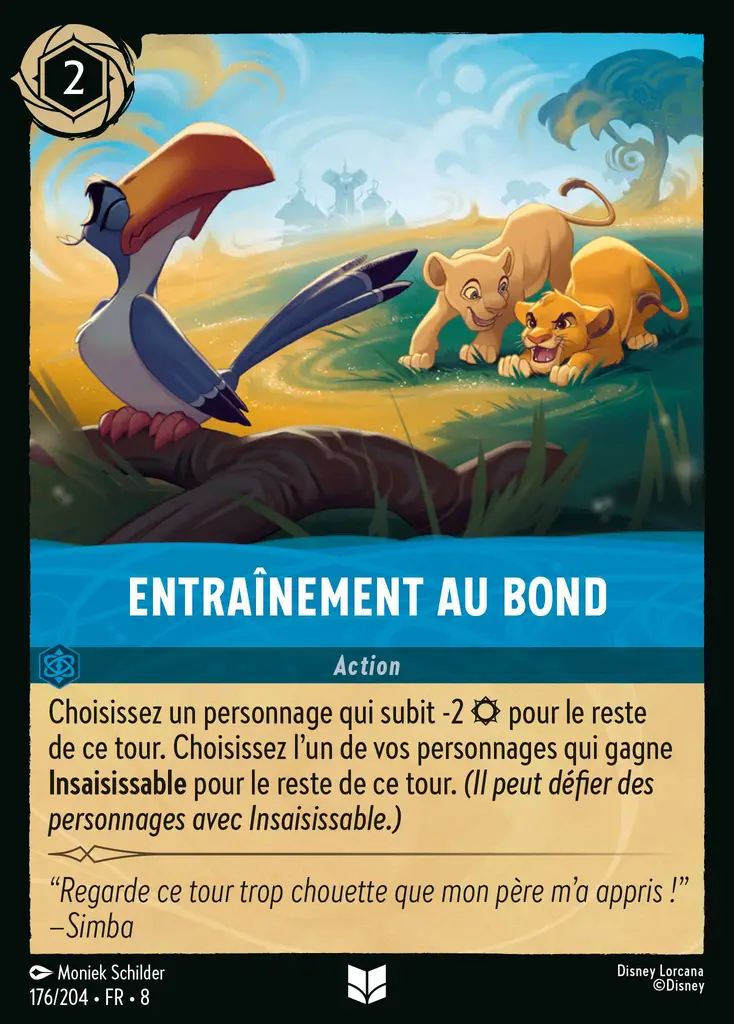 2
ENTRAÎNEMENT AU BOND
Action
Choisissez un personnage qui subit -2 pour le reste
de ce tour. Choisissez l’un de vos personnages qui gagne
Insaisissable pour le reste de ce tour. (Il peut défier des
personnages avec Insaisissable.)
“Regarde ce tour trop chouette que mon père m’a appris !”
–Simba
Moniek Schilder
176/204 • FR • 8
Disney Lorcana
©Disney